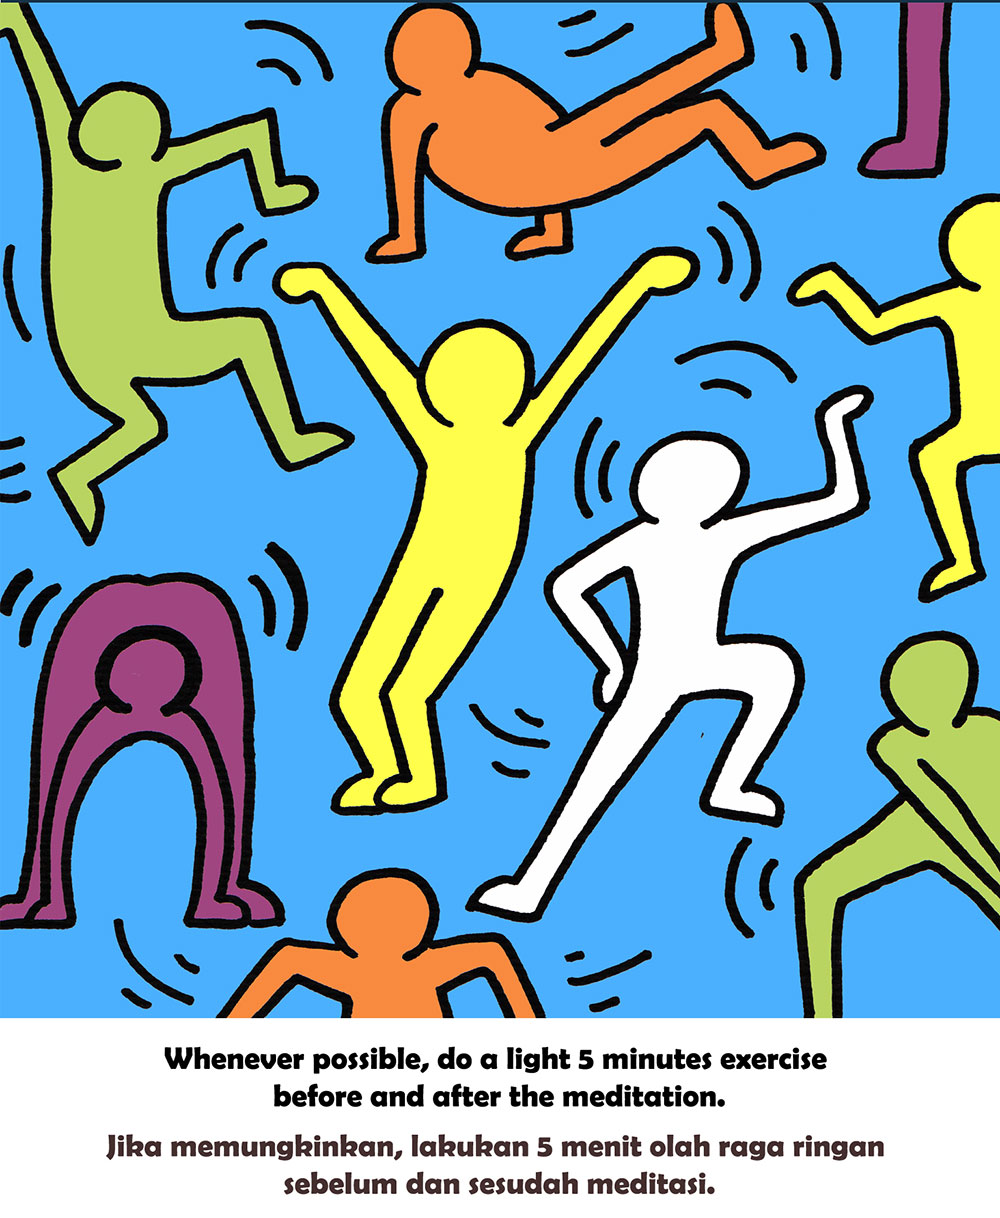 Whenever possible, do a light 5 minutes exercise
before and after the meditation.
Jika memungkinkan, lakukan 5 menit olah raga ringan
sebelum dan sesudah meditasi.